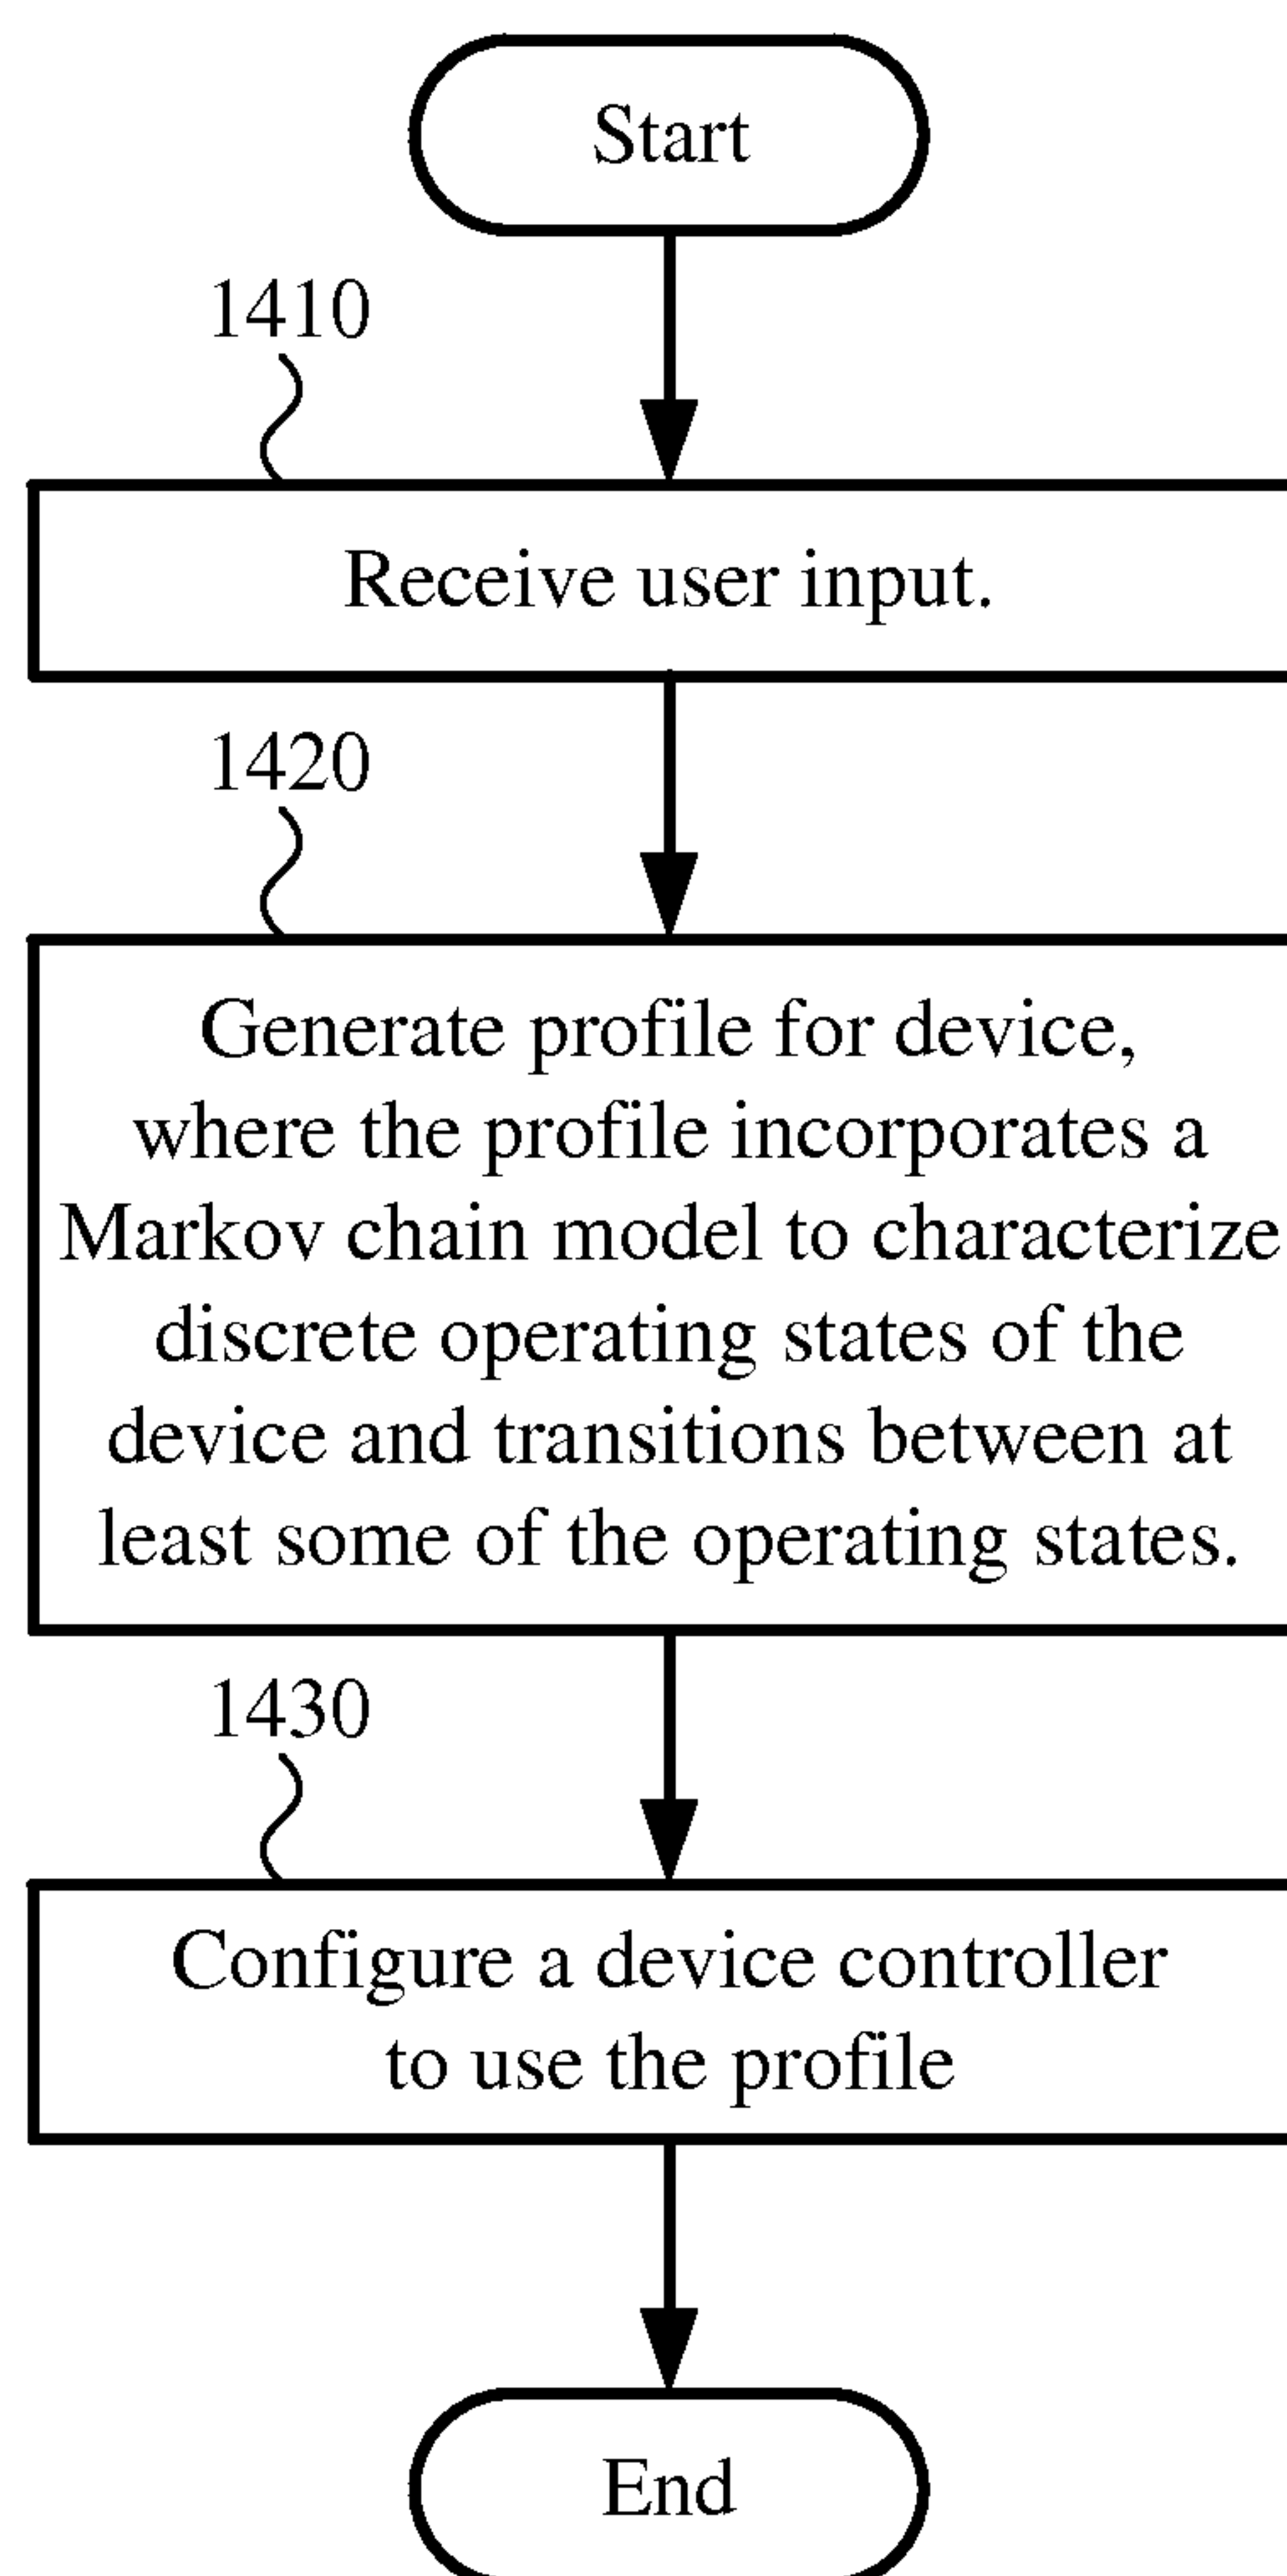 Start
1410
Receive user input.
1420
Generate profile for device,
where the profile incorporates a
Markov chain model to characterize
discrete operating states of the
device and transitions between at
least some of the operating states.
1430
Configure a device controller
to use the profile
End